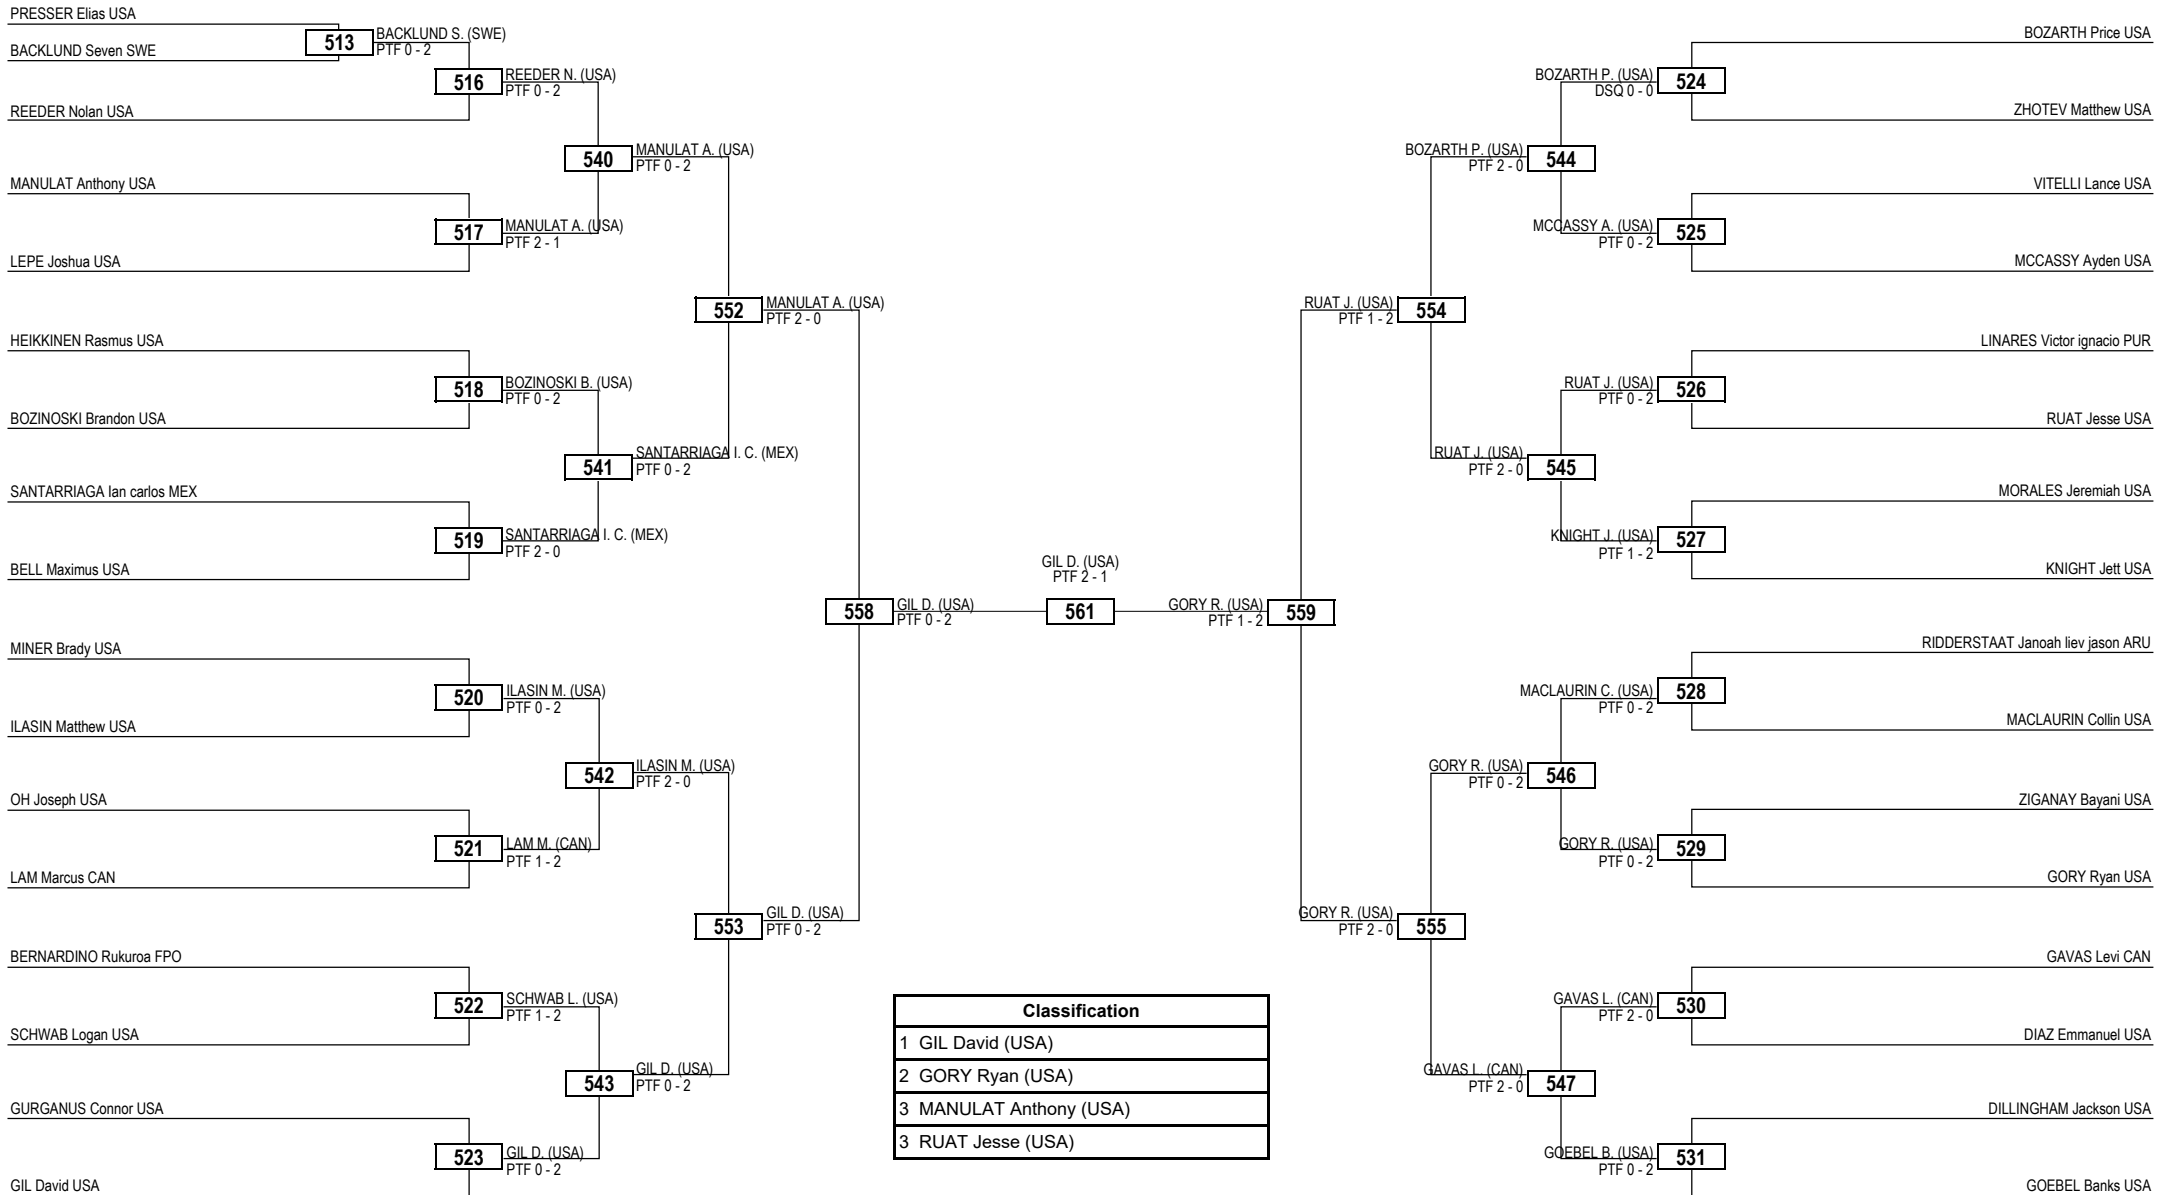 PRESSER Elias USA
BACKLUND Seven SWE
513
BACKLUND S. (SWE)
PTF 0 - 2
516
REEDER N. (USA)
PTF 0 - 2
REEDER Nolan USA
540
MANULAT A. (USA)
PTF 0 - 2
MANULAT Anthony USA
517
MANULAT A. (USA)
PTF 2 - 1
LEPE Joshua USA
552
MANULAT A. (USA)
PTF 2 - 0
HEIKKINEN Rasmus USA
518
BOZINOSKI B. (USA)
PTF 0 - 2
BOZINOSKI Brandon USA
541
SANTARRIAGA I. C. (MEX)
PTF 0 - 2
SANTARRIAGA Ian carlos MEX
519
SANTARRIAGA I. C. (MEX)
PTF 2 - 0
BELL Maximus USA
558
GIL D. (USA)
PTF 0 - 2
MINER Brady USA
520
ILASIN M. (USA)
PTF 0 - 2
ILASIN Matthew USA
542
ILASIN M. (USA)
PTF 2 - 0
OH Joseph USA
521
LAM M. (CAN)
PTF 1 - 2
LAM Marcus CAN
553
GIL D. (USA)
PTF 0 - 2
BERNARDINO Rukuroa FPO
522
SCHWAB L. (USA)
PTF 1 - 2
SCHWAB Logan USA
543
GIL D. (USA)
PTF 0 - 2
GURGANUS Connor USA
523
GIL D. (USA)
PTF 0 - 2
GIL David USA
GIL D. (USA)
PTF 2 - 1
561
Classification
1 GIL David (USA)
2 GORY Ryan (USA)
3 MANULAT Anthony (USA)
3 RUAT Jesse (USA)
BOZARTH Price USA
BOZARTH P. (USA)
DSQ 0 - 0
524
ZHOTEV Matthew USA
BOZARTH P. (USA)
PTF 2 - 0
544
VITELLI Lance USA
MCCASSY A. (USA)
PTF 0 - 2
525
MCCASSY Ayden USA
RUAT J. (USA)
PTF 1 - 2
554
LINARES Victor ignacio PUR
RUAT J. (USA)
PTF 0 - 2
526
RUAT Jesse USA
RUAT J. (USA)
PTF 2 - 0
545
MORALES Jeremiah USA
KNIGHT J. (USA)
PTF 1 - 2
527
KNIGHT Jett USA
GORY R. (USA)
PTF 1 - 2
559
RIDDERSTAAT Janoah liev jason ARU
MACLAURIN C. (USA)
PTF 0 - 2
528
MACLAURIN Collin USA
GORY R. (USA)
PTF 0 - 2
546
ZIGANAY Bayani USA
GORY R. (USA)
PTF 0 - 2
529
GORY Ryan USA
GORY R. (USA)
PTF 2 - 0
555
GAVAS Levi CAN
GAVAS L. (CAN)
PTF 2 - 0
530
DIAZ Emmanuel USA
GAVAS L. (CAN)
PTF 2 - 0
547
DILLINGHAM Jackson USA
GOEBEL B. (USA)
PTF 0 - 2
531
GOEBEL Banks USA